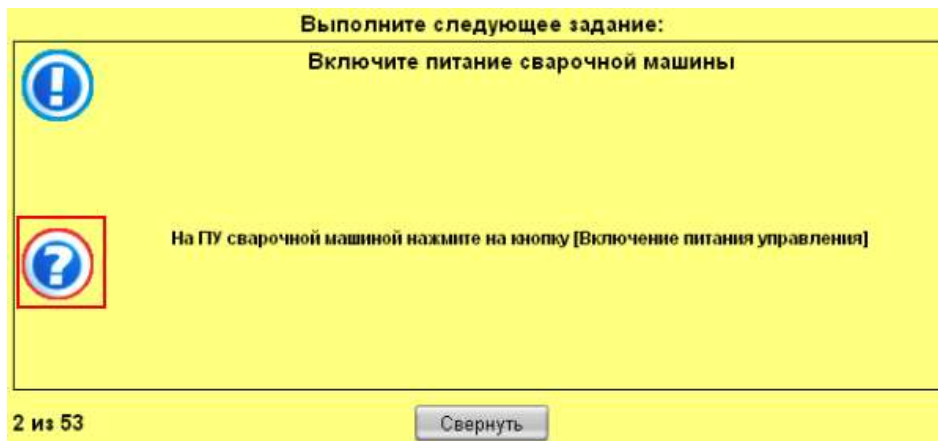 Выполните следующее задание:
Включите питание сварочной машины
На ПУ сварочной машиной нажмите на кнопку [Включение питания управления]
2 из 53
Свернуть